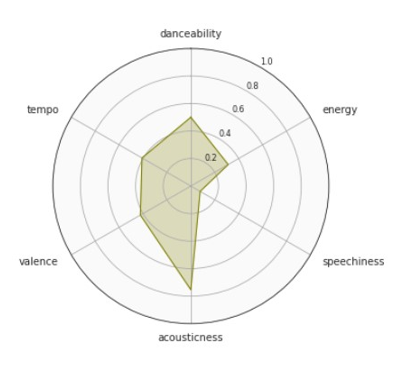 danceability
1.0
0.8
tempo
0.6
energy
0.4
0.2
valence
speechiness
acousticness